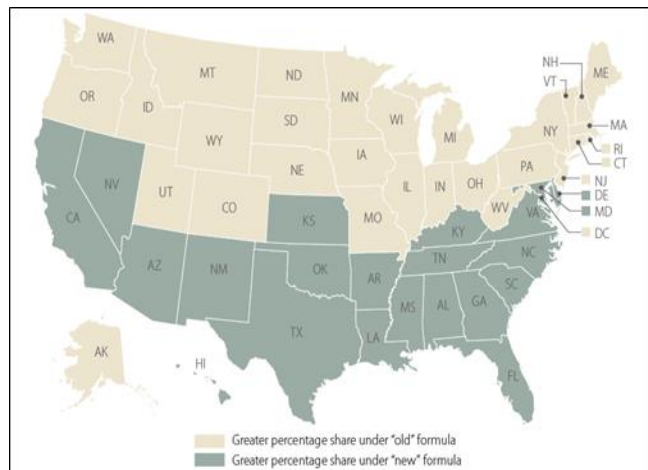 WA
MT
ND
MN
NH
VT
ME
OR
ID
SD
WI
MI
NY
MA
RI
CT
WY
NE
IA
PA
NJ
DE
MD
DC
NV
UT
CO
KS
MO
IL
IN
OH
WV
VA
KY
CA
AZ
NM
OK
AR
TN
NC
SC
TX
LA
MS
AL
GA
FL
AK
HI
Greater percentage share under "old" formula
Greater percentage share under "new" formula